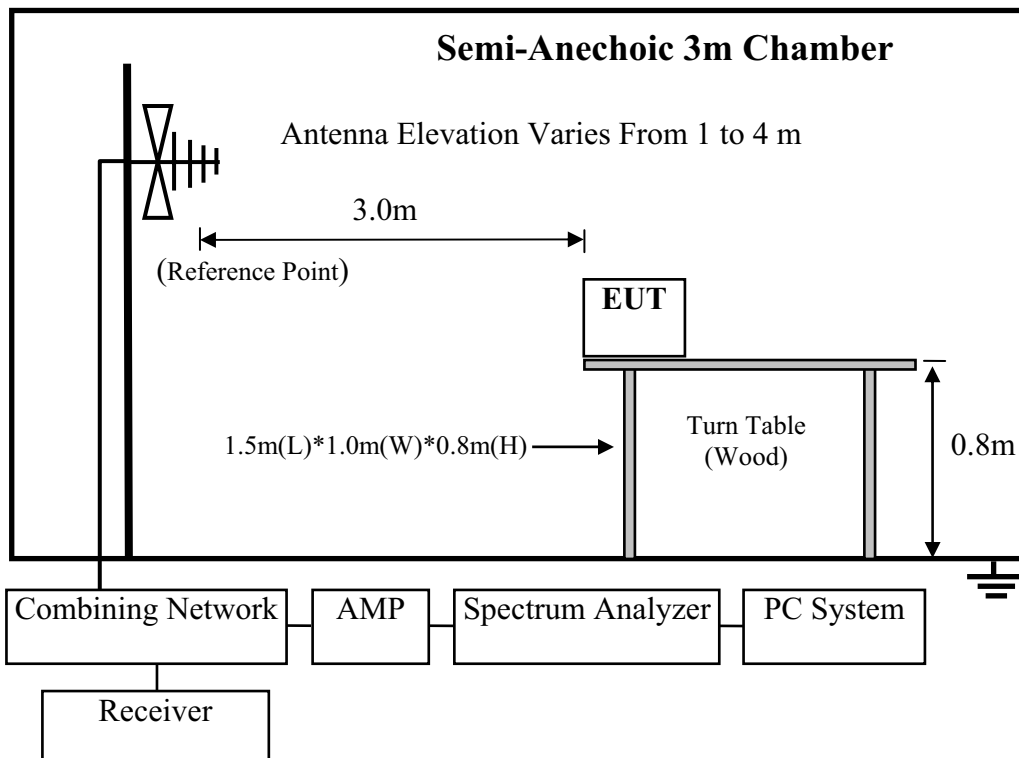 Semi-Anechoic 3m Chamber
Antenna Elevation Varies From 1 to 4 m
3.0m
(Reference Point)
EUT
1.5m(L)*1.0m(W)*0.8m(H)
Turn Table
(Wood)
0.8m
Combining Network
AMP
Spectrum Analyzer
PC System
Receiver